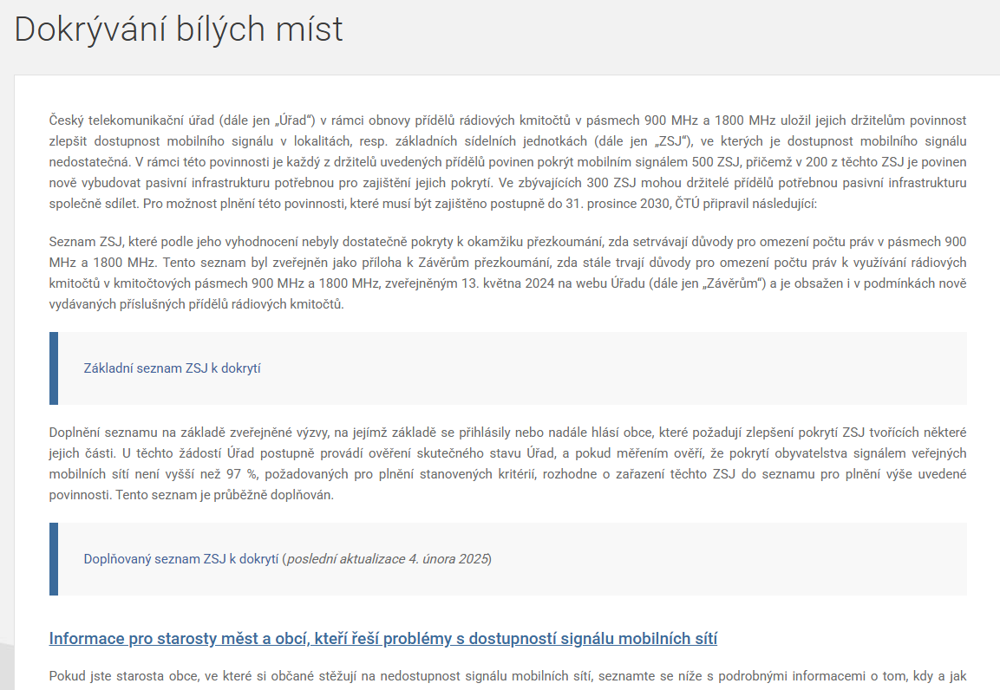 Dokrývání bílých míst
Český telekomunikační úřad (dále jen „Úřad“) v rámci obnovy přídělů rádiových kmitočtů v pásmech 900 MHz a 1800 MHz uložil jejich držitelům povinnost
zlepšit dostupnost mobilního signálu v lokalitách, resp. základních sídelních jednotkách (dále jen „ZSJ“), ve kterých je dostupnost mobilního signálu
nedostatečná. V rámci této povinnosti je každý z držitelů uvedených přídělů povinen pokrýt mobilním signálem 500 ZSJ, přičemž v 200 z těchto ZSJ je povinen
nově vybudovat pasivní infrastrukturu potřebnou pro zajištění jejich pokrytí. Ve zbývajících 300 ZSJ mohou držitelé přídělů potřebnou pasivní infrastrukturu
společně sdílet. Pro možnost plnění této povinnosti, které musí být zajištěno postupně do 31. prosince 2030, ČTÚ připravil následující:
Seznam ZSJ, které podle jeho vyhodnocení nebyly dostatečně pokryty k okamžiku přezkoumání, zda setrvávají důvody pro omezení počtu práv v pásmech 900
MHz a 1800 MHz. Tento seznam byl zveřejněn jako příloha k Závěrům přezkoumání, zda stále trvají důvody pro omezení počtu práv k využívání rádiových
kmitočtů v kmitočtových pásmech 900 MHz a 1800 MHz, zveřejněným 13. května 2024 na webu Úřadu (dále jen „Závěrům“) a je obsažen i v podmínkách nově
vydávaných příslušných přídělů rádiových kmitočtů.
Základní seznam ZSJ k dokrytí
Doplnění seznamu na základě zveřejněné výzvy, na jejímž základě se přihlásily nebo nadále hlásí obce, které požadují zlepšení pokrytí ZSJ tvořících některé
jejich části. U těchto žádostí Úřad postupně provádí ověření skutečného stavu Úřad, a pokud měřením ověří, že pokrytí obyvatelstva signálem veřejných
mobilních sítí není vyšší než 97 %, požadovaných pro plnění stanovených kritérií, rozhodne o zařazení těchto ZSJ do seznamu pro plnění výše uvedené
povinnosti. Tento seznam je průběžně doplňován.
Doplňovaný seznam ZSJ k dokrytí (poslední aktualizace 4. února 2025)
Informace pro starosty měst a obcí, kteří řeší problémy s dostupností signálu mobilních sítí
Pokud jste starosta obce, ve které si občané stěžují na nedostupnost signálu mobilních sítí, seznamte se níže s podrobnými informacemi o tom, kdy a jak